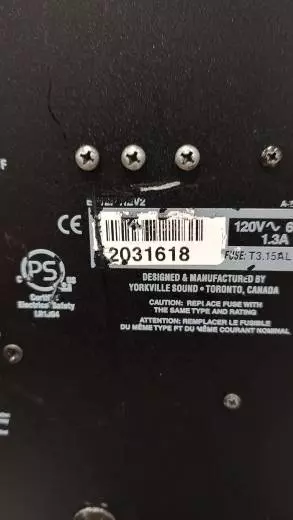 CE
2031618
120V∿ 6
1.3A
FUSE: T3.15AL
PS
Electrical Safety
DESIGNED & MANUFACTURED BY
YORKVILLE SOUND • TORONTO, CANADA
CAUTION: REPLACE FUSE WITH
THE SAME TYPE AND RATING
ATTENTION: REMPLACER LE FUSIBLE
DU MÊME TYPE PT DU MÊME COURANT NOMINAL